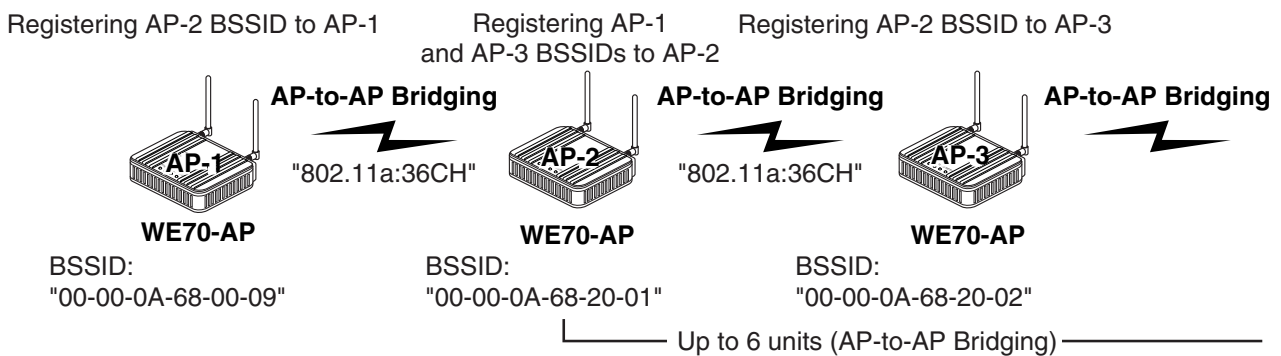 Registering AP-2 BSSID to AP-1
Registering AP-1
and AP-3 BSSIDs to AP-2
Registering AP-2 BSSID to AP-3
AP-to-AP Bridging
AP-to-AP Bridging
AP-to-AP Bridging
AP-1
"802.11a:36CH"
AP-2
"802.11a:36CH"
AP-3
WE70-AP
WE70-AP
WE70-AP
BSSID:
"00-00-0A-68-00-09"
BSSID:
"00-00-0A-68-20-01"
BSSID:
"00-00-0A-68-20-02"
Up to 6 units (AP-to-AP Bridging)